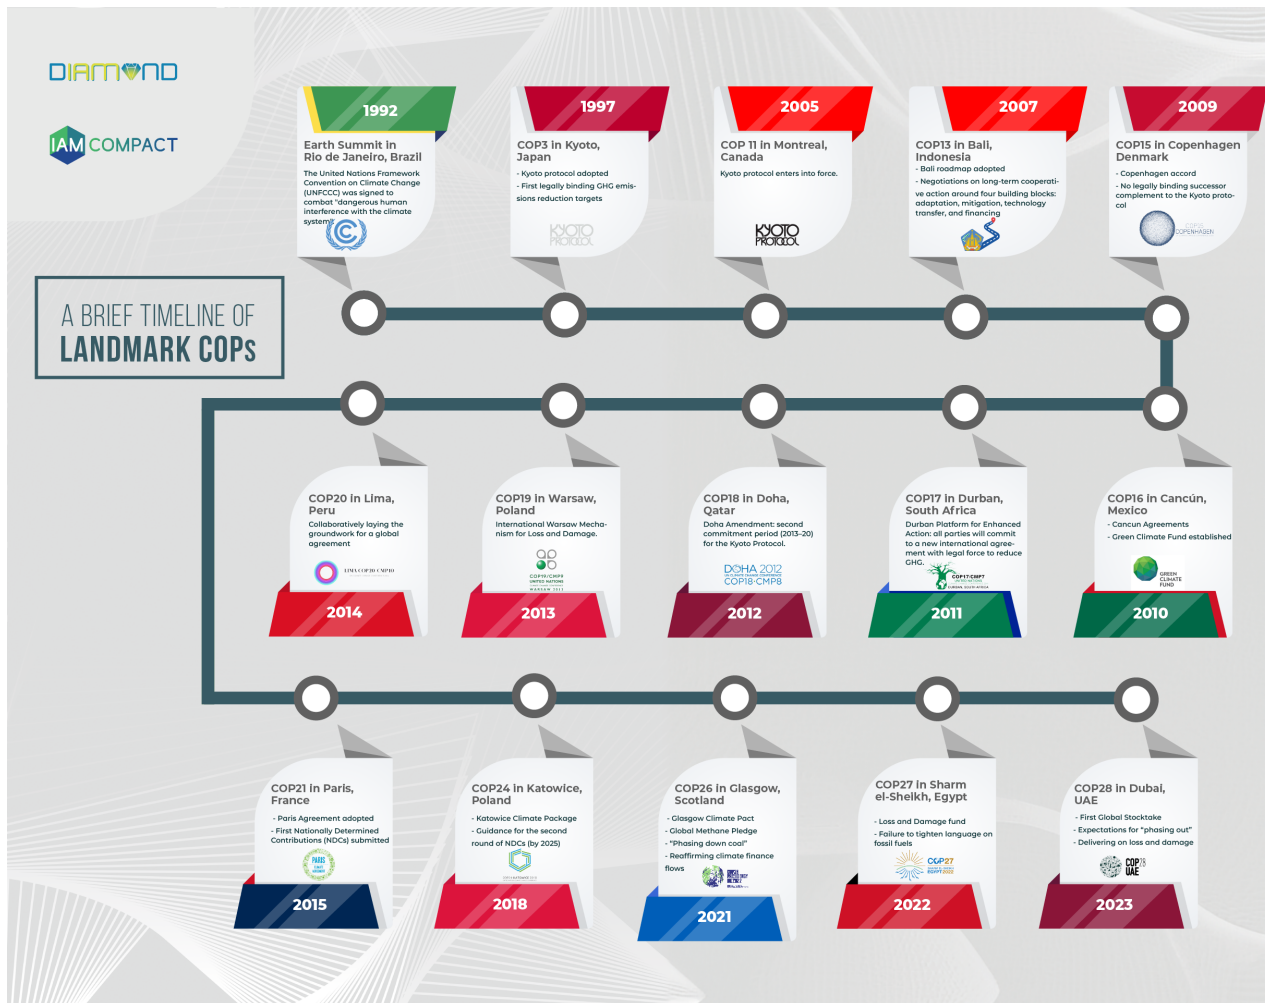 DIAMOND
IAM COMPACT
A BRIEF TIMELINE OF
LANDMARK COPs
1992
Earth Summit in
Rio de Janeiro, Brazil
The United Nations Framework
Convention on Climate Change
(UNFCCC) was signed to
combat "dangerous human
interference with the climate
system".
1997
COP3 in Kyoto,
Japan
- Kyoto protocol adopted
- First legally binding GHG emis-
sions reduction targets
KYOTO
PROTOCOL
2005
COP 11 in Montreal,
Canada
Kyoto protocol enters into force.
KYOTO
PROTOCOL
2007
COP13 in Bali,
Indonesia
- Bali roadmap adopted
- Negotiations on long-term cooperati-
ve action around four building blocks:
adaptation, mitigation, technology
transfer, and financing
2009
COP15 in Copenhagen
Denmark
- Copenhagen accord
- No legally binding successor
complement to the Kyoto proto-
col
COP15
COPENHAGEN
COP20 in Lima,
Peru
Collaboratively laying the
groundwork for a global
agreement
LIMA COP20 CMP10
2014
COP19 in Warsaw,
Poland
International Warsaw Mecha-
nism for Loss and Damage.
COP19/CMP9
UNITED NATIONS
WARSAW 2013
2013
COP18 in Doha,
Qatar
Doha Amendment: second
commitment period (2013–20)
for the Kyoto Protocol.
DOHA 2012
UN CLIMATE CHANGE CONFERENCE
COP18·CMP8
2012
COP17 in Durban,
South Africa
Durban Platform for Enhanced
Action: all parties will commit
to a new international agree-
ment with legal force to reduce
GHG.
COP17/CMP7
UNITED NATIONS
DURBAN, SOUTH AFRICA
2011
COP16 in Cancún,
Mexico
- Cancun Agreements
- Green Climate Fund established
GREEN
CLIMATE
FUND
2010
COP21 in Paris,
France
- Paris Agreement adopted
- First Nationally Determined
Contributions (NDCs) submitted
PARIS
2015
COP24 in Katowice,
Poland
- Katowice Climate Package
- Guidance for the second
round of NDCs (by 2025)
2018
COP26 in Glasgow,
Scotland
- Glasgow Climate Pact
- Global Methane Pledge
- "Phasing down coal"
- Reaffirming climate finance
flows
2021
COP27 in Sharm
el-Sheikh, Egypt
- Loss and Damage fund
- Failure to tighten language on
fossil fuels
COP27
EGYPT2022
2022
COP28 in Dubai,
UAE
- First Global Stocktake
- Expectations for "phasing out"
- Delivering on loss and damage
COP28
UAE
2023